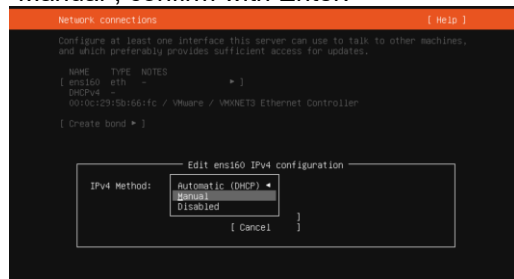 Manual", confirm with Enter.
Network connections [ Help ]
Configure at least one interface this server can use to talk to other machines,
and which preferably provides sufficient access for updates.
NAME TYPE NOTES
[ ens160 eth - ▸ ]
DHCPv4 -
00:0c:29:5b:66:fc / VMware / VMXNET3 Ethernet Controller
[ Create bond ▸ ]
Edit ens160 IPv4 configuration
IPv4 Method: Automatic (DHCP) ◂
Manual
Disabled
]
[ Cancel ]